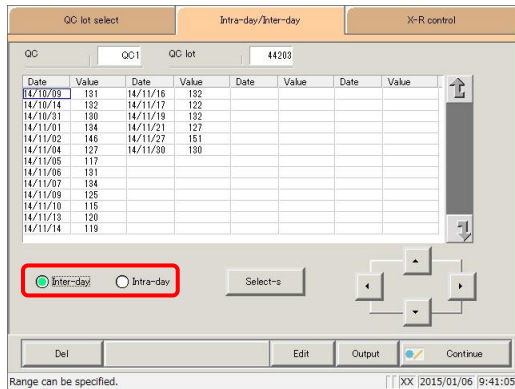 QC lot select Intra-day/Inter-day X-R control
QC QC1 QC lot 44203
Date Value Date Value Date Value Date Value
14/10/09 131 14/11/16 132
14/10/14 132 14/11/17 122
14/10/31 130 14/11/19 132
14/11/01 134 14/11/21 127
14/11/02 146 14/11/27 151
14/11/04 127 14/11/30 130
14/11/05 117
14/11/06 131
14/11/07 134
14/11/09 125
14/11/10 115
14/11/13 120
14/11/14 119
Inter-day Intra-day Select-s
Del Edit Output Continue
Range can be specified. XX 2015/01/06 9:41:05